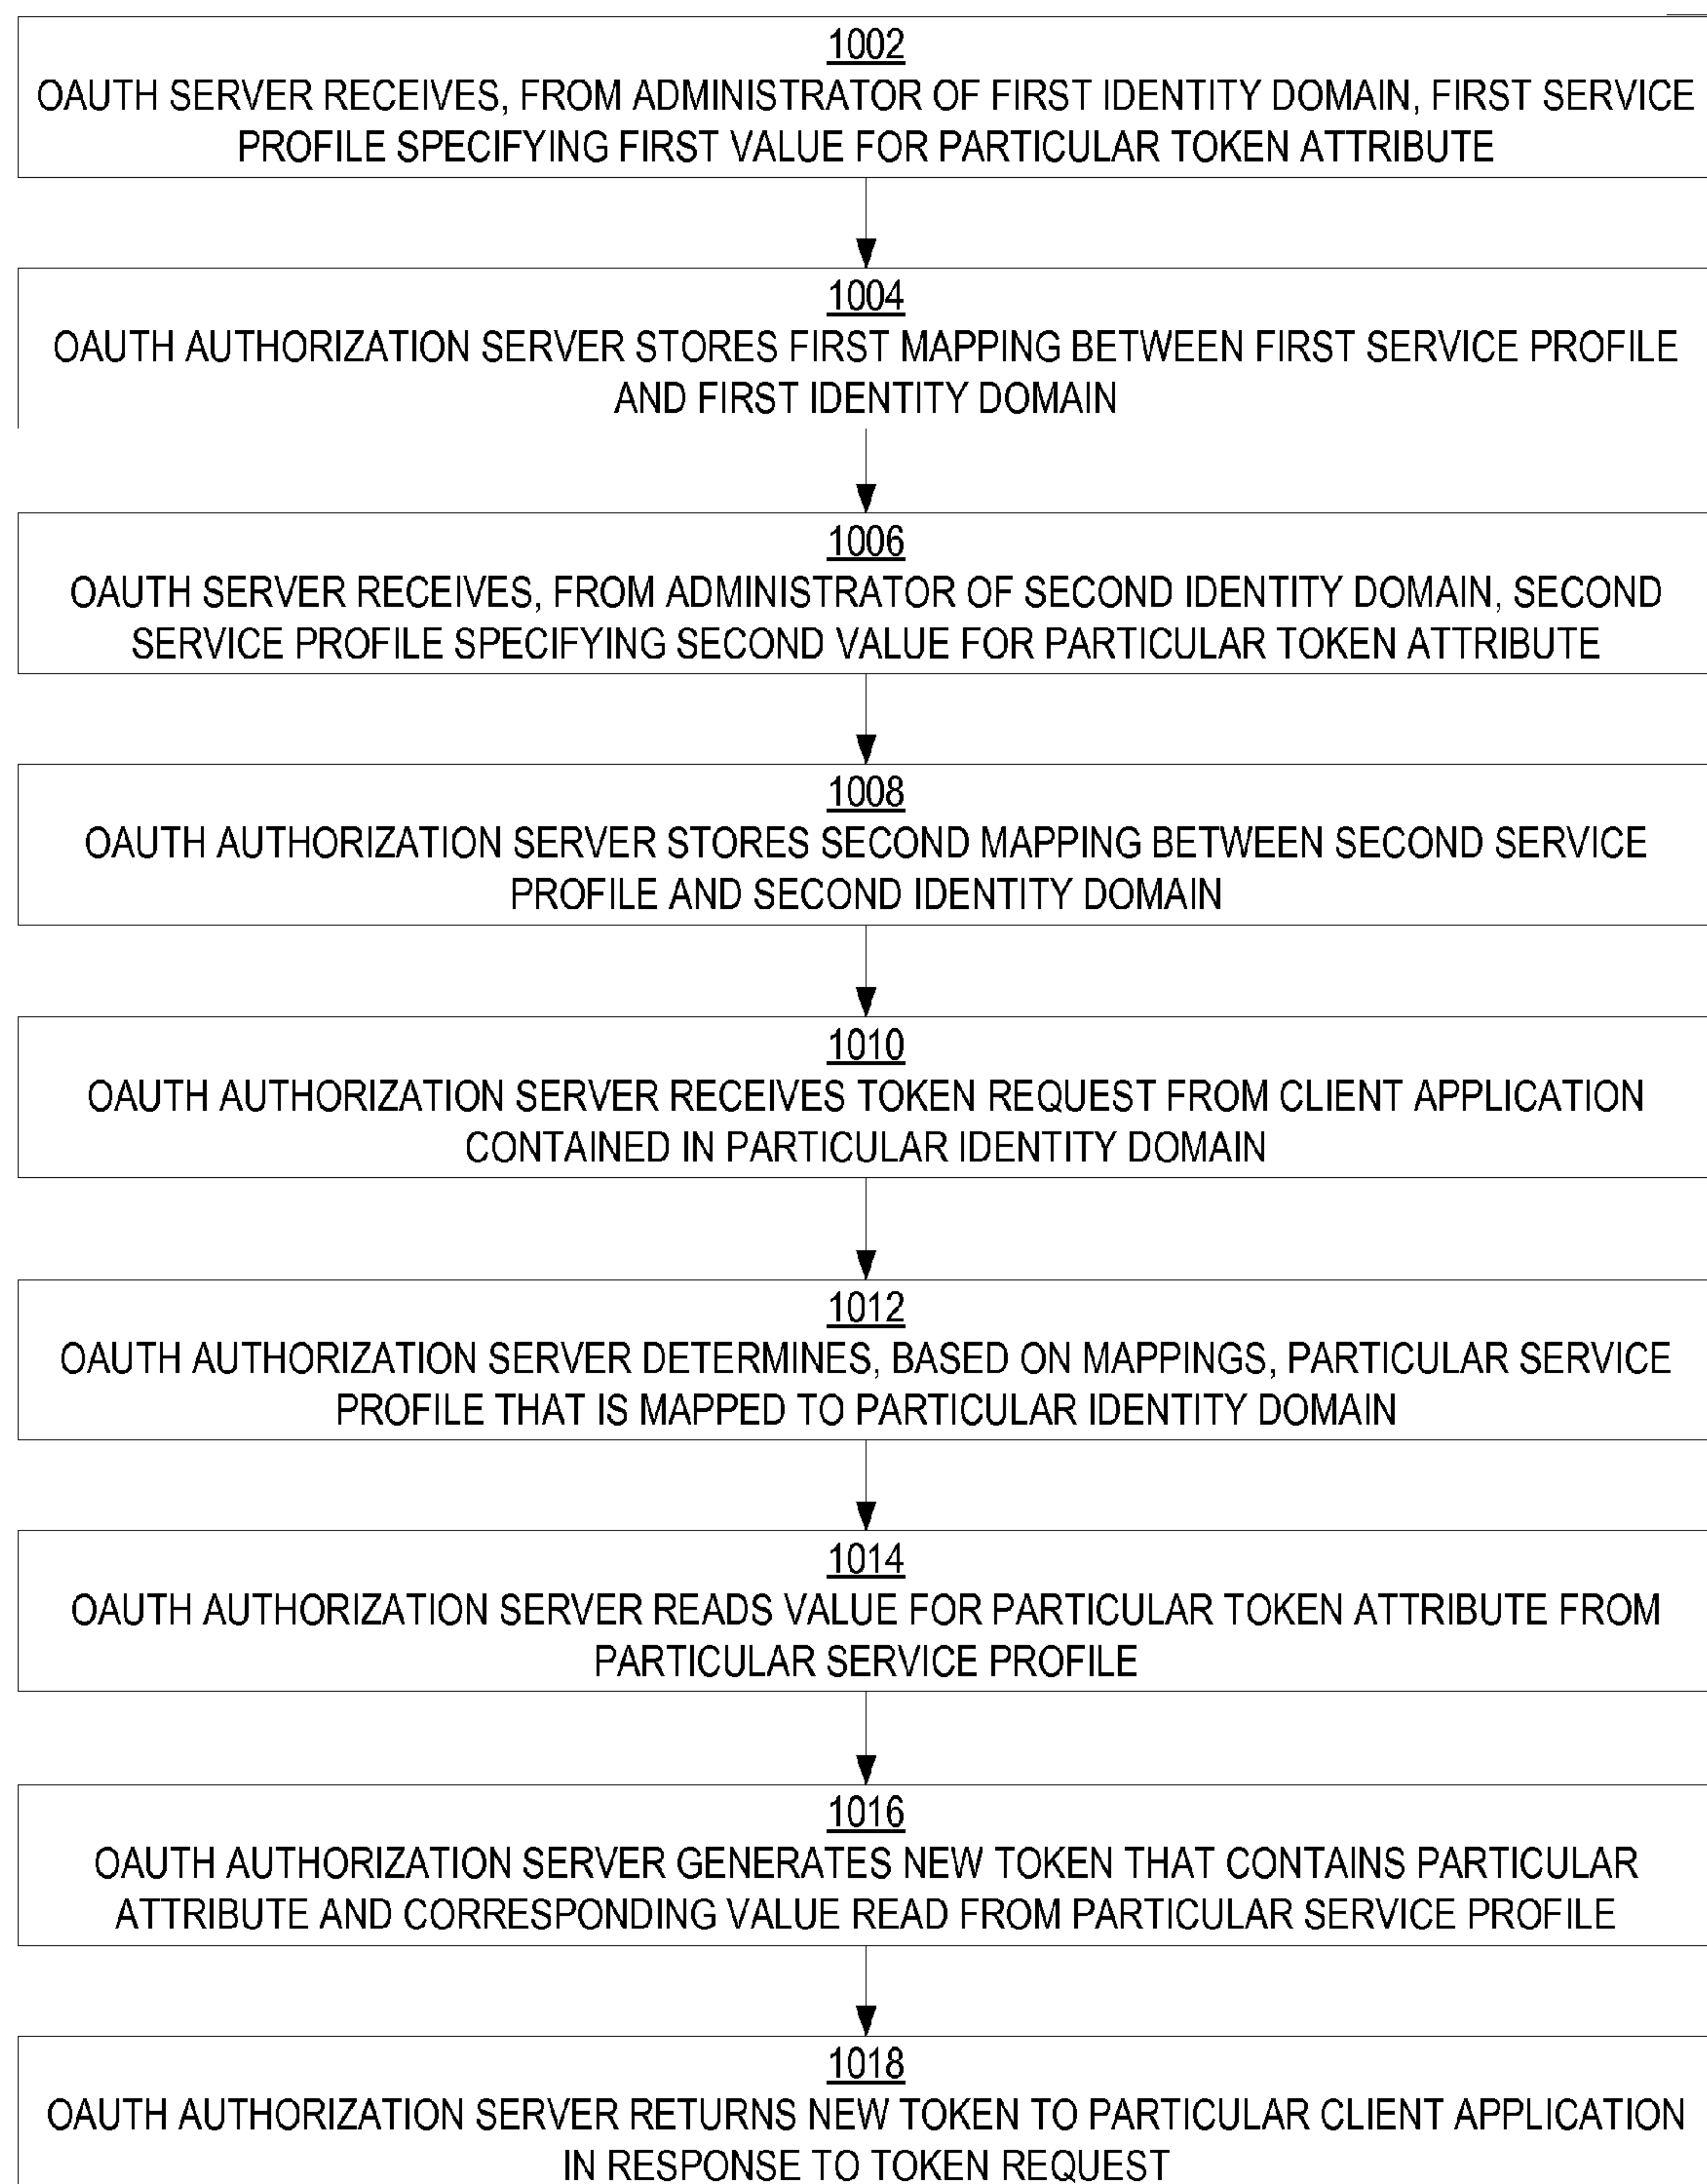 1002
OAUTH SERVER RECEIVES, FROM ADMINISTRATOR OF FIRST IDENTITY DOMAIN, FIRST SERVICE
PROFILE SPECIFYING FIRST VALUE FOR PARTICULAR TOKEN ATTRIBUTE
1004
OAUTH AUTHORIZATION SERVER STORES FIRST MAPPING BETWEEN FIRST SERVICE PROFILE
AND FIRST IDENTITY DOMAIN
1006
OAUTH SERVER RECEIVES, FROM ADMINISTRATOR OF SECOND IDENTITY DOMAIN, SECOND
SERVICE PROFILE SPECIFYING SECOND VALUE FOR PARTICULAR TOKEN ATTRIBUTE
1008
OAUTH AUTHORIZATION SERVER STORES SECOND MAPPING BETWEEN SECOND SERVICE
PROFILE AND SECOND IDENTITY DOMAIN
1010
OAUTH AUTHORIZATION SERVER RECEIVES TOKEN REQUEST FROM CLIENT APPLICATION
CONTAINED IN PARTICULAR IDENTITY DOMAIN
1012
OAUTH AUTHORIZATION SERVER DETERMINES, BASED ON MAPPINGS, PARTICULAR SERVICE
PROFILE THAT IS MAPPED TO PARTICULAR IDENTITY DOMAIN
1014
OAUTH AUTHORIZATION SERVER READS VALUE FOR PARTICULAR TOKEN ATTRIBUTE FROM
PARTICULAR SERVICE PROFILE
1016
OAUTH AUTHORIZATION SERVER GENERATES NEW TOKEN THAT CONTAINS PARTICULAR
ATTRIBUTE AND CORRESPONDING VALUE READ FROM PARTICULAR SERVICE PROFILE
1018
OAUTH AUTHORIZATION SERVER RETURNS NEW TOKEN TO PARTICULAR CLIENT APPLICATION
IN RESPONSE TO TOKEN REQUEST